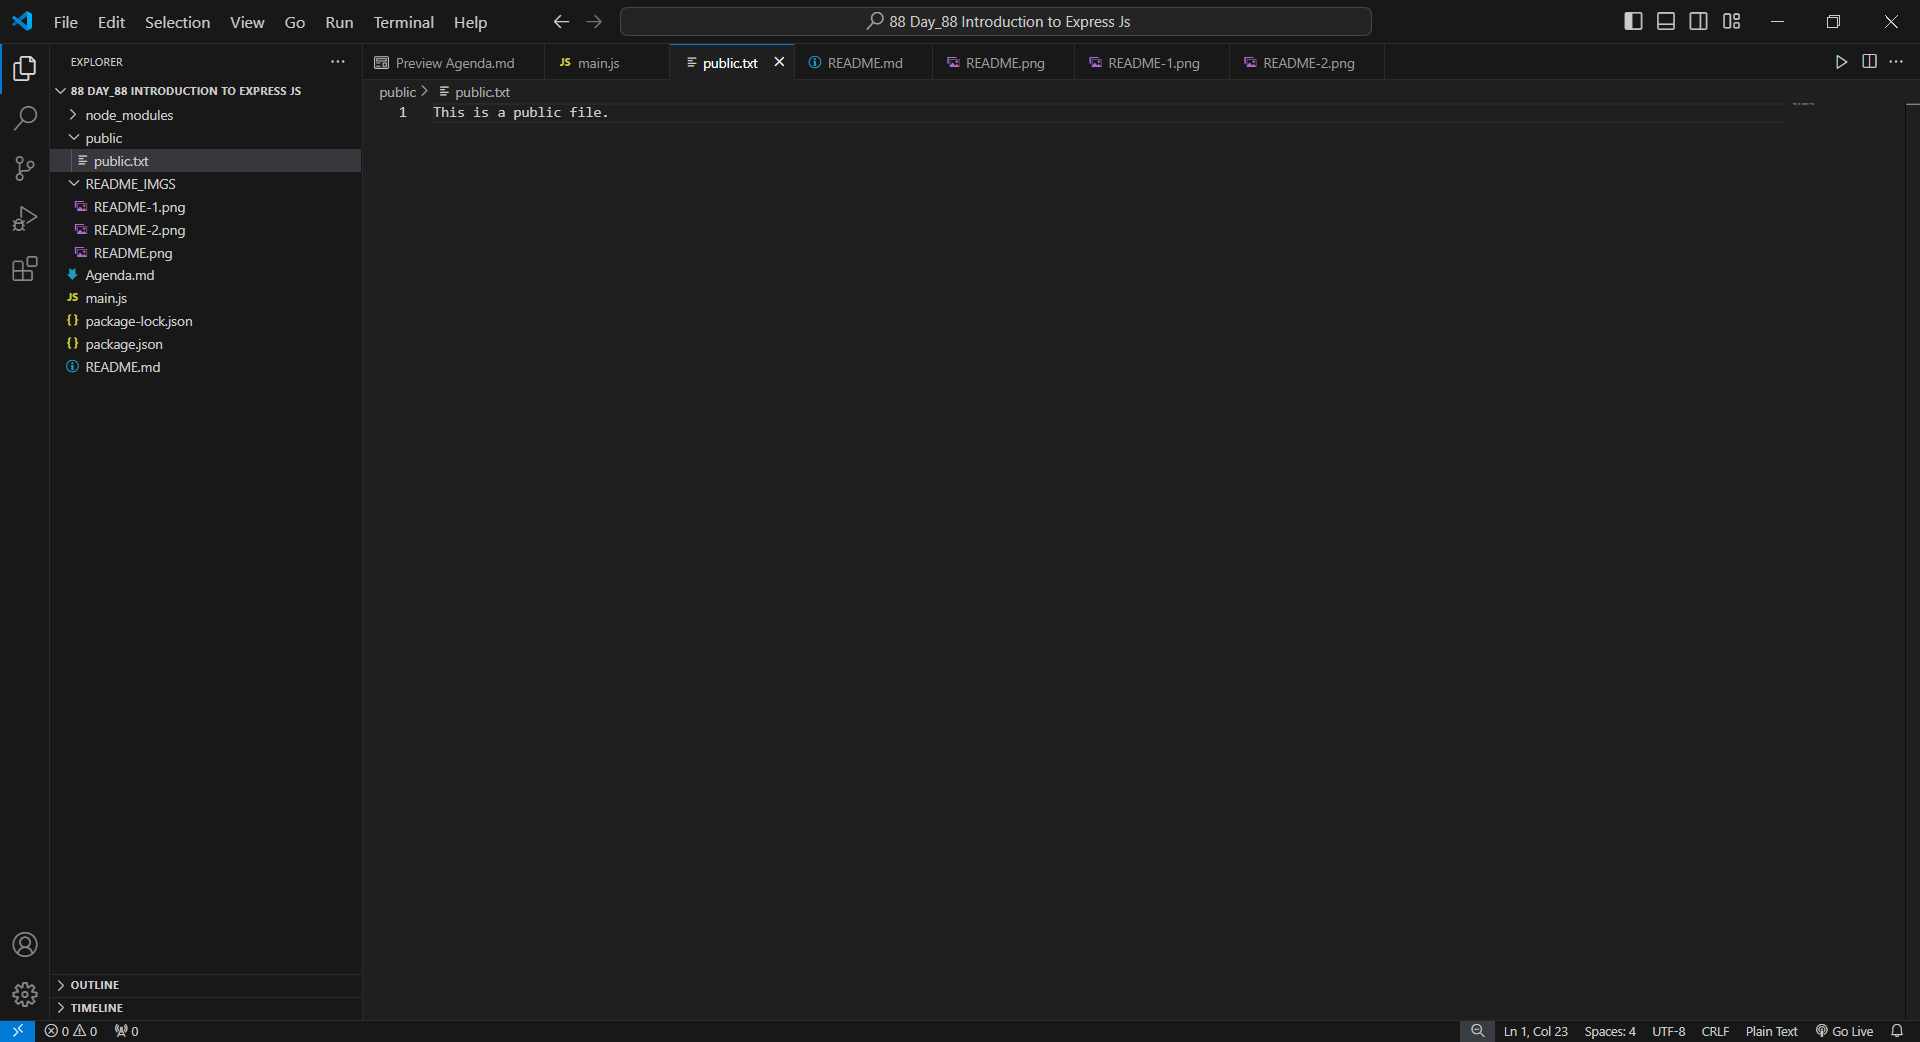 File Edit Selection View Go Run Terminal Help
88 Day_88 Introduction to Express Js
EXPLORER
88 DAY_88 INTRODUCTION TO EXPRESS JS
node_modules
public
public.txt
README_IMGS
README-1.png
README-2.png
README.png
Agenda.md
JS main.js
{} package-lock.json
{} package.json
README.md
OUTLINE
TIMELINE
Preview Agenda.md
JS main.js
public.txt
README.md
README.png
README-1.png
README-2.png
public > public.txt
1 This is a public file.
0 0 0
Ln 1, Col 23 Spaces: 4 UTF-8 CRLF Plain Text Go Live